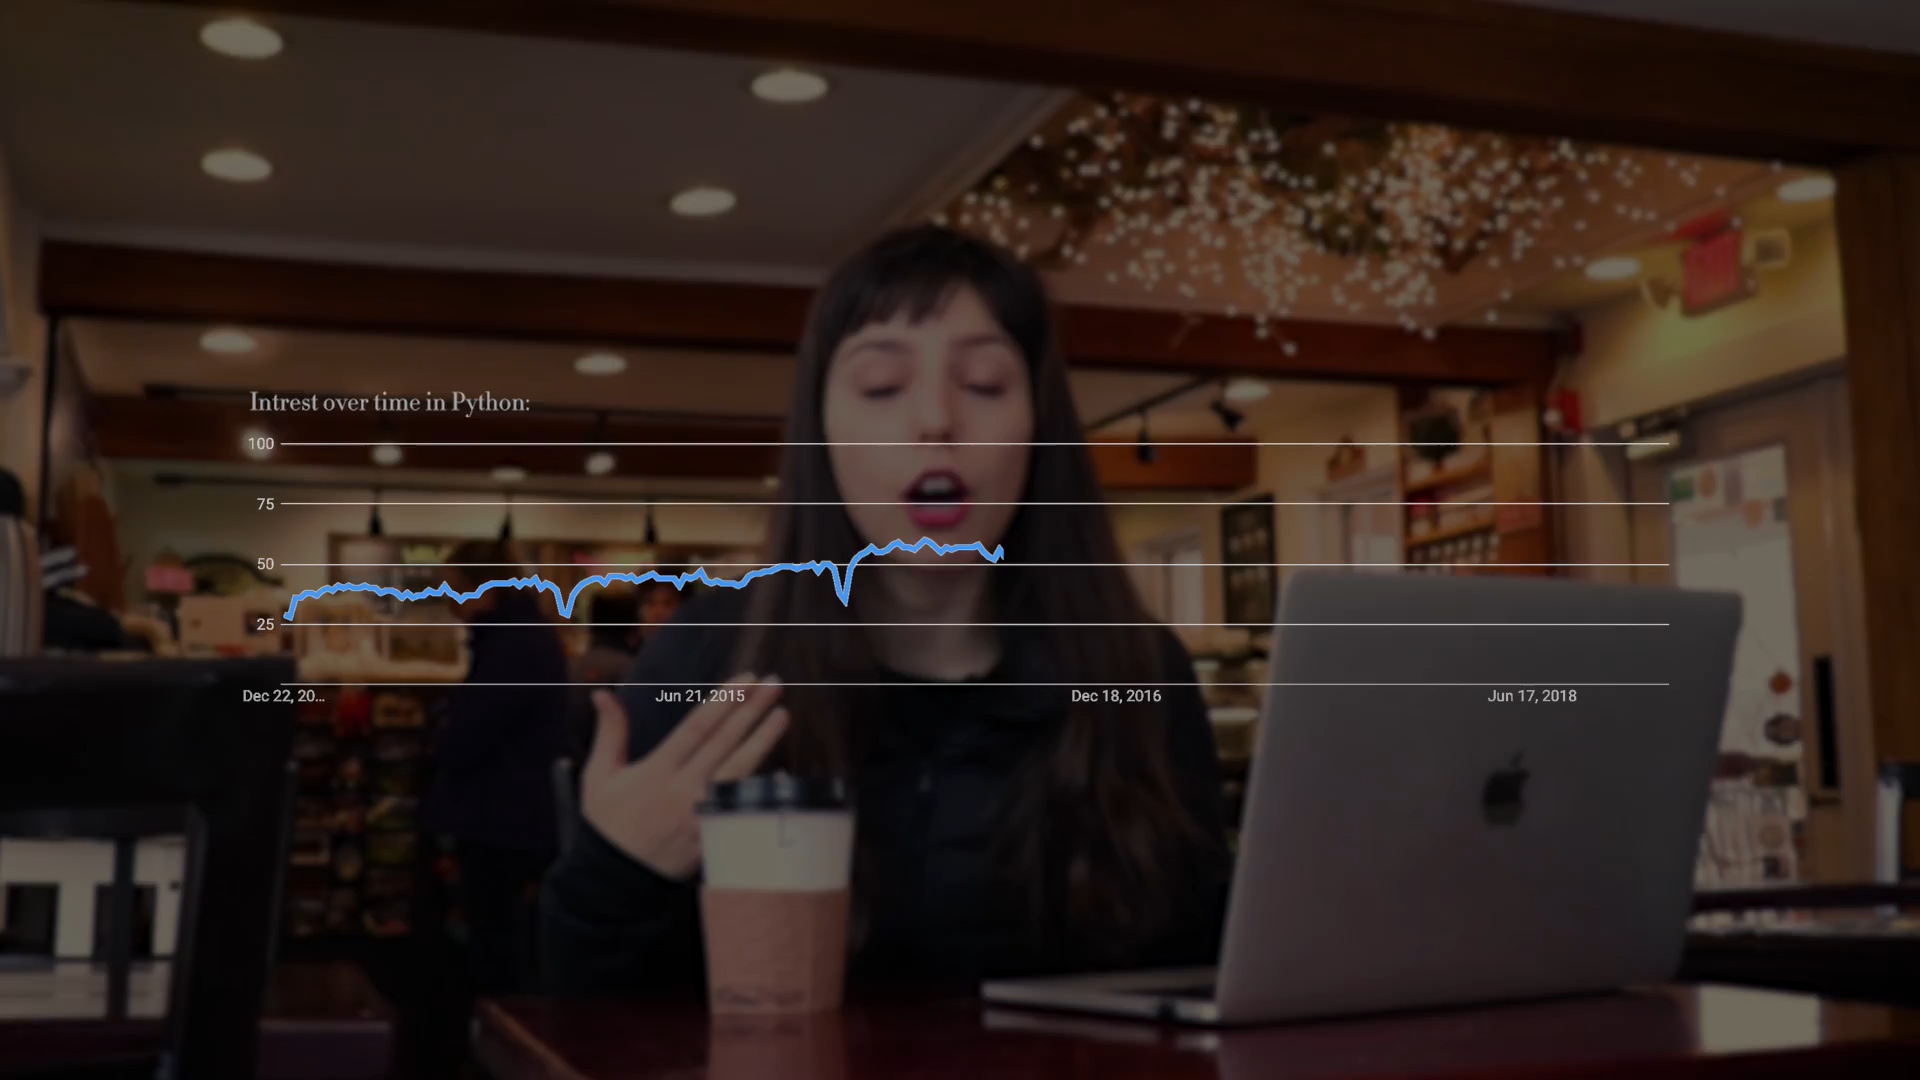 Intrest over time in Python:
100
75
50
25
Dec 22, 20... Jun 21, 2015 Dec 18, 2016 Jun 17, 2018